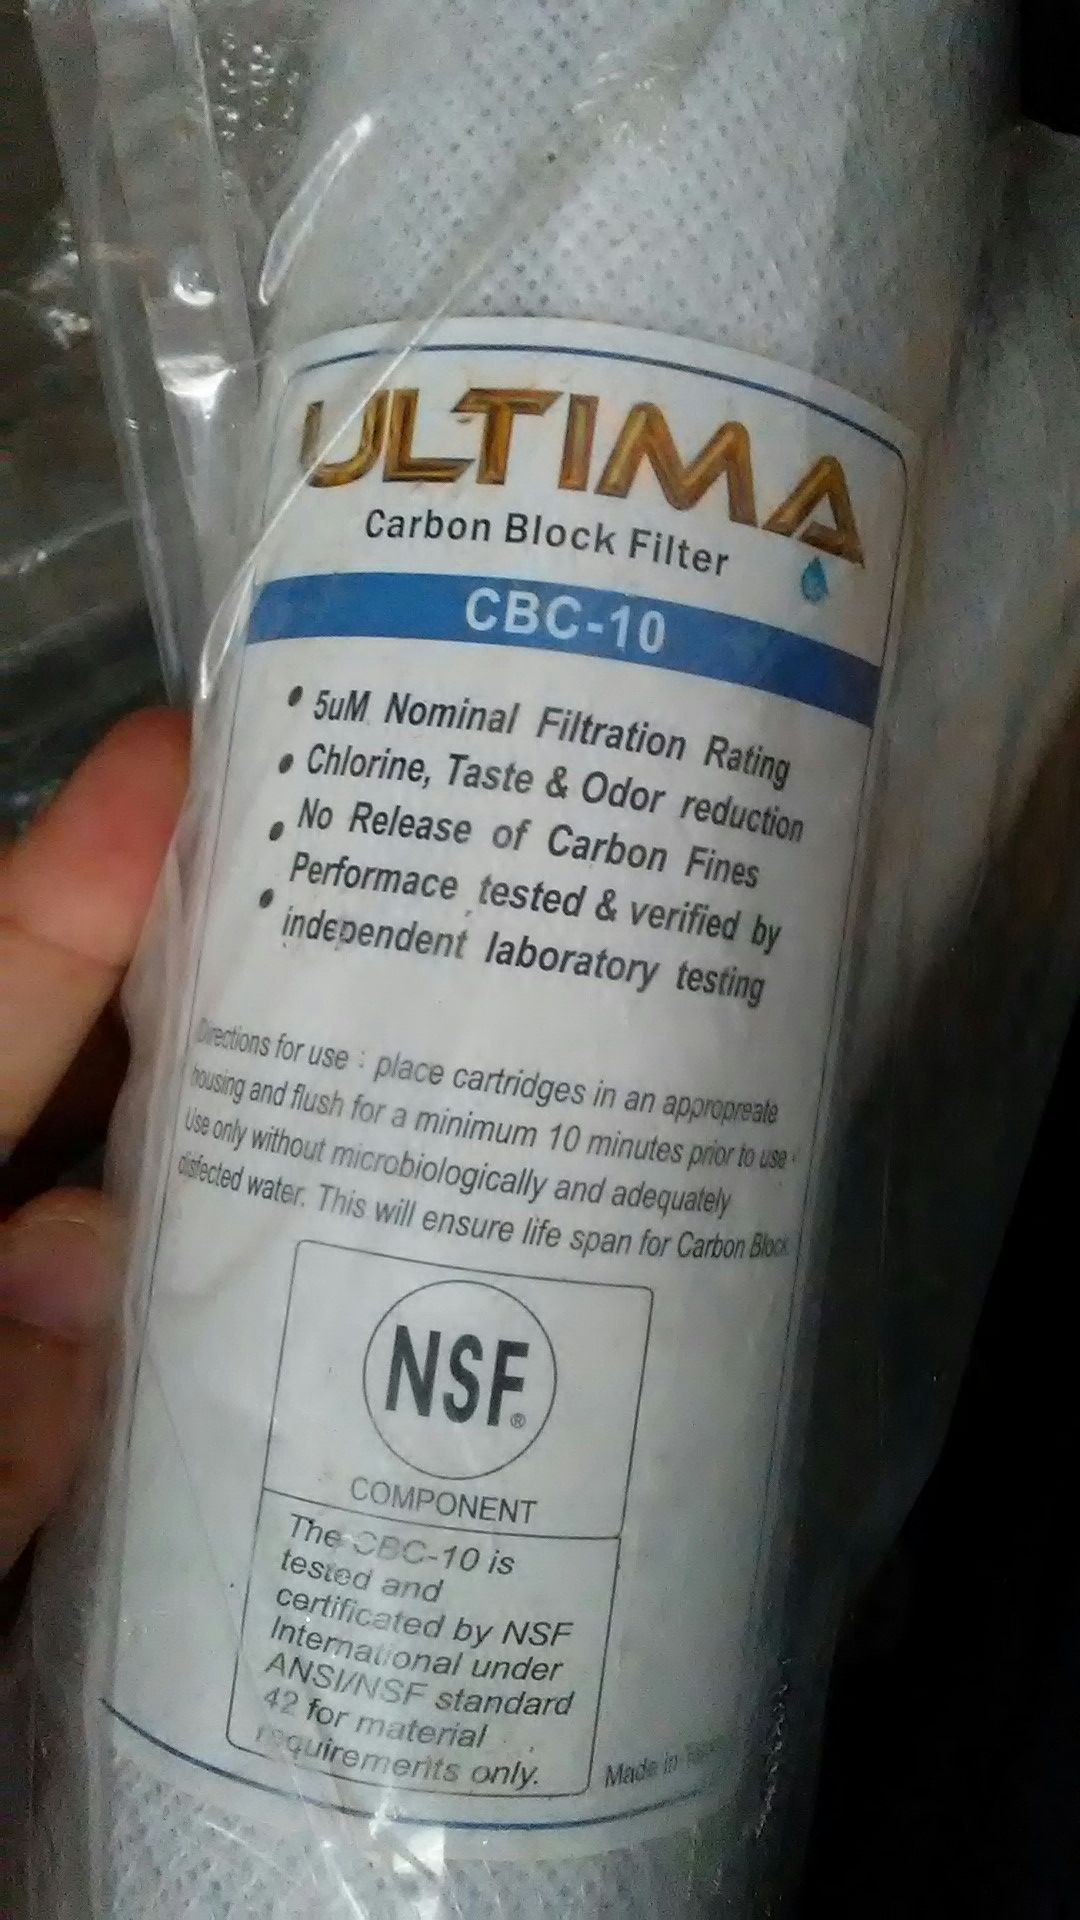 ULTIMA
Carbon Block Filter
CBC-10
• 5uM Nominal Filtration Rating
• Chlorine, Taste & Odor reduction
• No Release of Carbon Fines
• Performace tested & verified by
independent laboratory testing
Directions for use : place cartridges in an appropreate
housing and flush for a minimum 10 minutes prior to use.
Use only without microbiologically and adequately
disfected water. This will ensure life span for Carbon Block
NSF®
COMPONENT
The CBC-10 is
tested and
certificated by NSF
International under
ANSI/NSF standard
42 for material
requirements only.
Made in